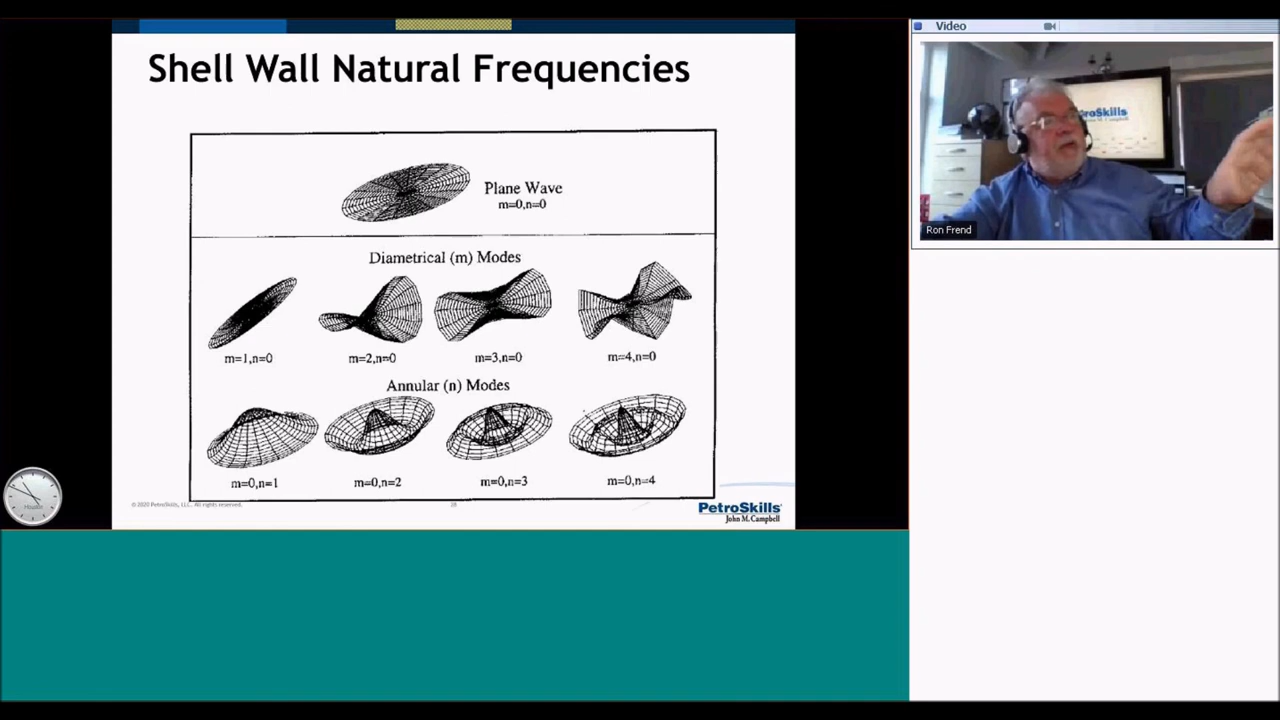 Shell Wall Natural Frequencies
Plane Wave
m=0,n=0
Diametrical (m) Modes
m=1,n=0
m=2,n=0
m=3,n=0
m=4,n=0
Annular (n) Modes
m=0,n=1
m=0,n=2
m=0,n=3
m=0,n=4
© 2020 PetroSkills, LLC. All rights reserved.
PetroSkills
John M. Campbell
Houston
Video
Ron Frend